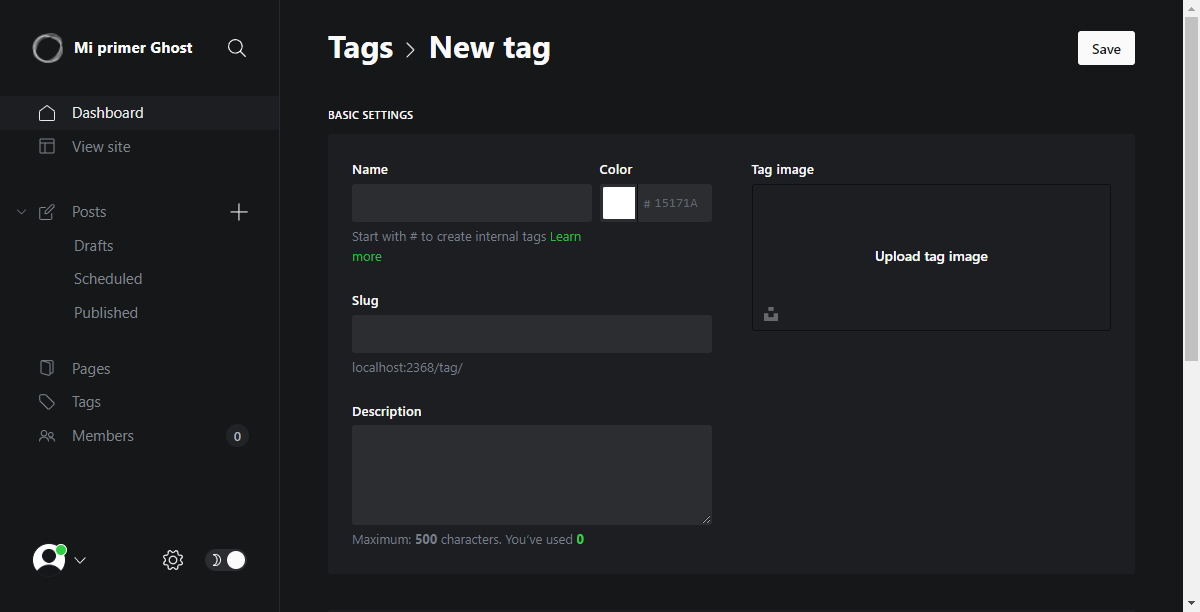 Mi primer Ghost
Dashboard
View site
Posts
Drafts
Scheduled
Published
Pages
Tags
Members 0
Tags > New tag
Save
BASIC SETTINGS
Name
Color
# 15171A
Start with # to create internal tags Learn
more
Slug
localhost:2368/tag/
Description
Maximum: 500 characters. You’ve used 0
Tag image
Upload tag image